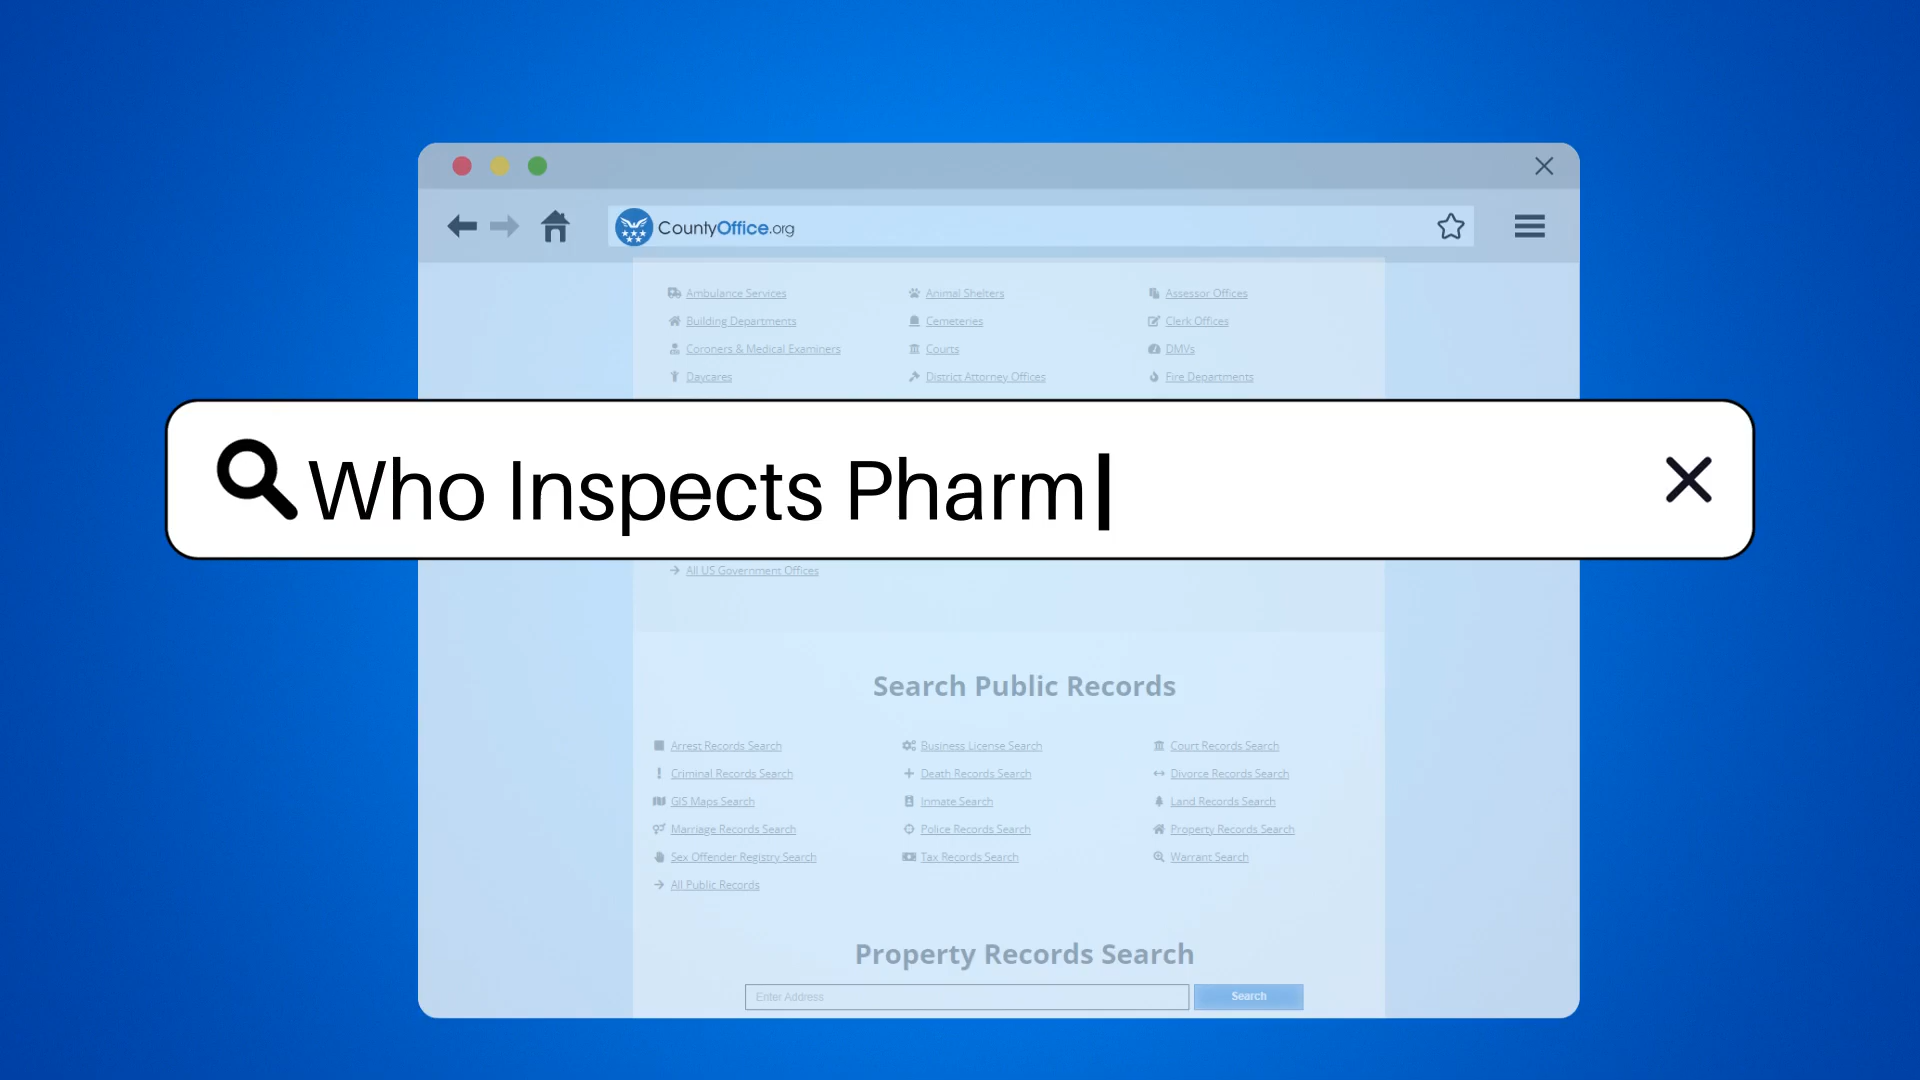 CountyOffice.org
Ambulance Services Animal Shelters Assessor Offices
Building Departments Cemeteries Clerk Offices
Coroners & Medical Examiners Courts DMVs
Daycares District Attorney Offices Fire Departments
Who Inspects Pharm
All US Government Offices
Search Public Records
Arrest Records Search Business License Search Court Records Search
Criminal Records Search Death Records Search Divorce Records Search
GIS Maps Search Inmate Search Land Records Search
Marriage Records Search Police Records Search Property Records Search
Sex Offender Registry Search Tax Records Search Warrant Search
All Public Records
Property Records Search
Enter Address Search